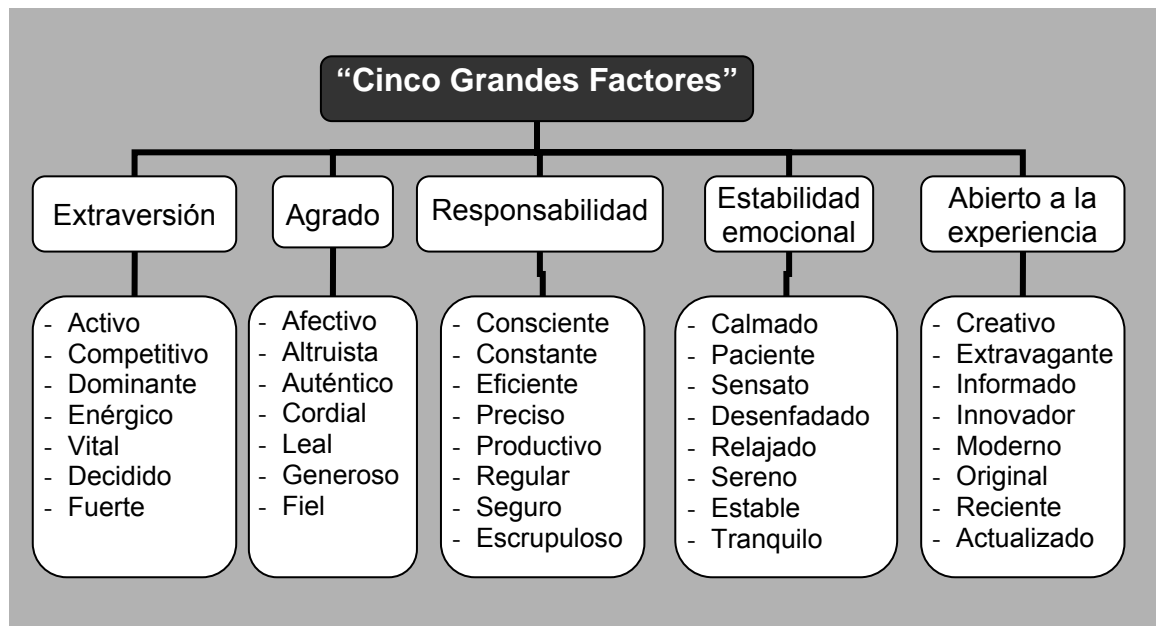 “Cinco Grandes Factores”
Extraversión
Agrado
Responsabilidad
Estabilidad
emocional
Abierto a la
experiencia
- Activo
- Competitivo
- Dominante
- Enérgico
- Vital
- Decidido
- Fuerte
- Afectivo
- Altruista
- Auténtico
- Cordial
- Leal
- Generoso
- Fiel
- Consciente
- Constante
- Eficiente
- Preciso
- Productivo
- Regular
- Seguro
- Escrupuloso
- Calmado
- Paciente
- Sensato
- Desenfadado
- Relajado
- Sereno
- Estable
- Tranquilo
- Creativo
- Extravagante
- Informado
- Innovador
- Moderno
- Original
- Reciente
- Actualizado